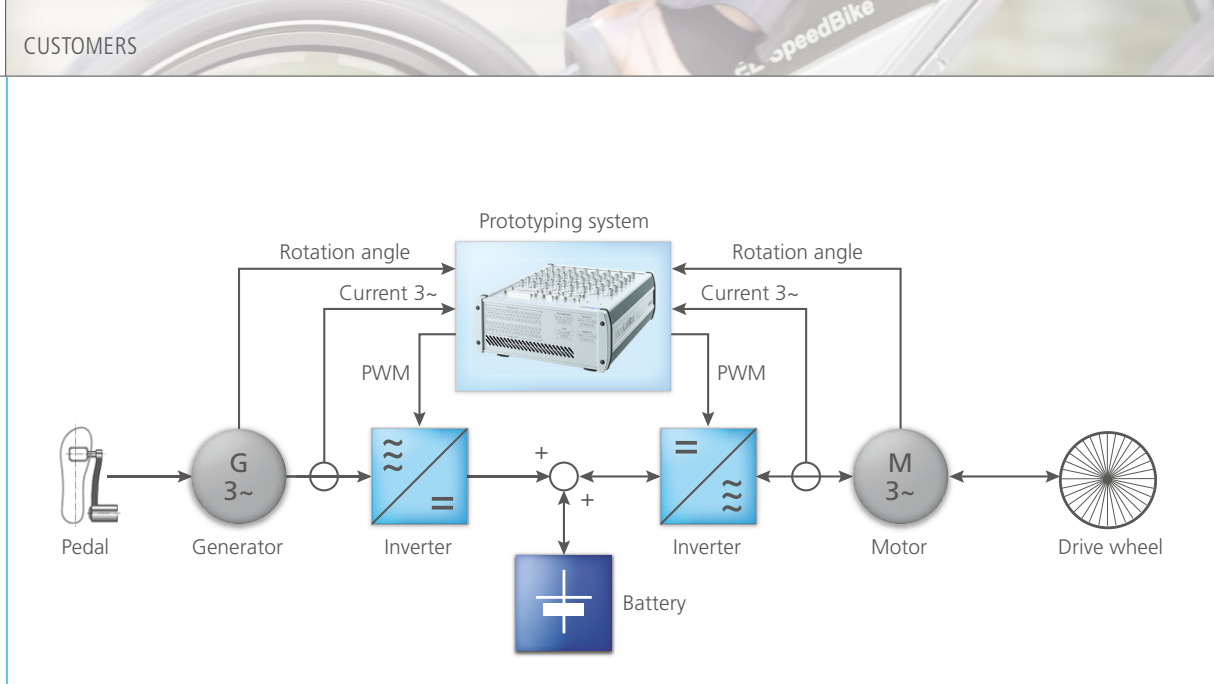 CUSTOMERS
SpeedBike
Prototyping system
Rotation angle
Rotation angle
Current 3~
Current 3~
PWM
PWM
G
3~
+
+
M
3~
Pedal
Generator
Inverter
Inverter
Motor
Drive wheel
Battery